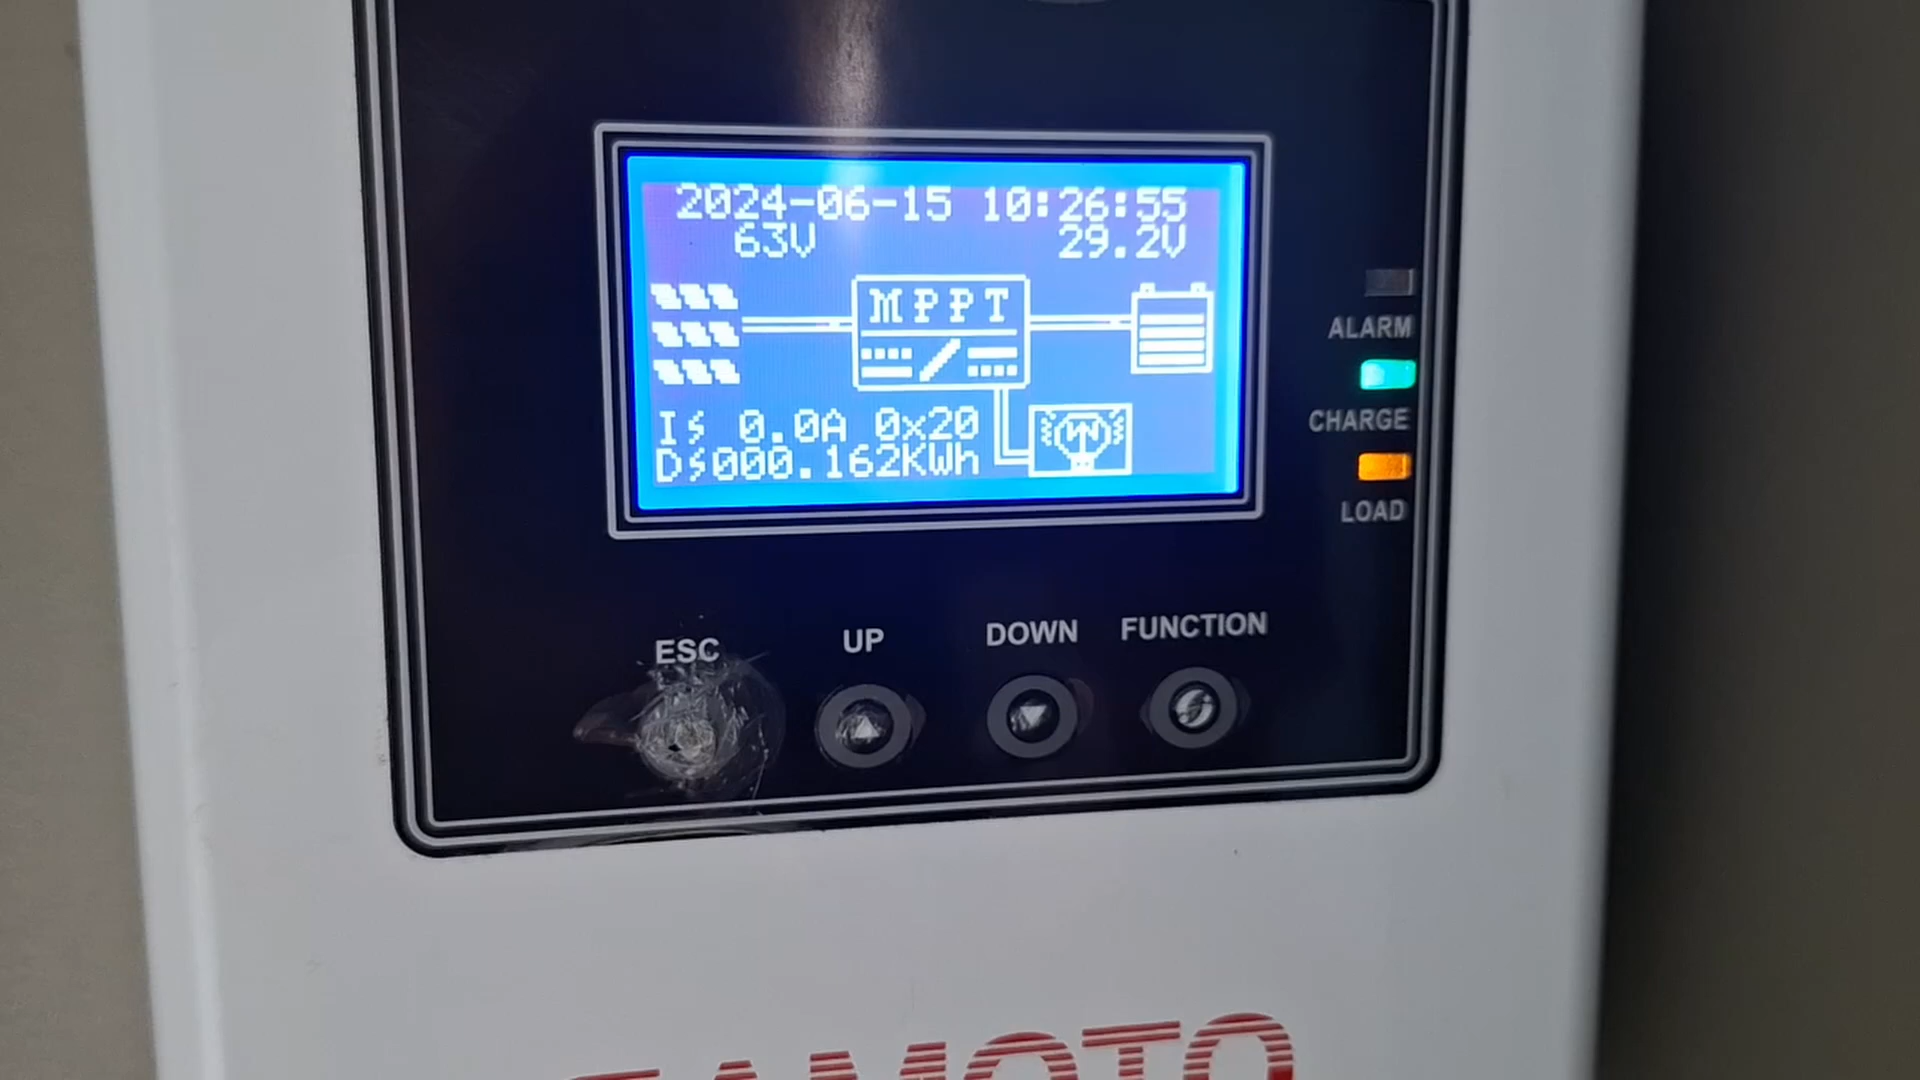 2024-06-15 10:26:55
63V 29.2V
MPPT
I 0.0A 0x20
D 000.162KWh
ALARM
CHARGE
LOAD
ESC
UP
DOWN
FUNCTION